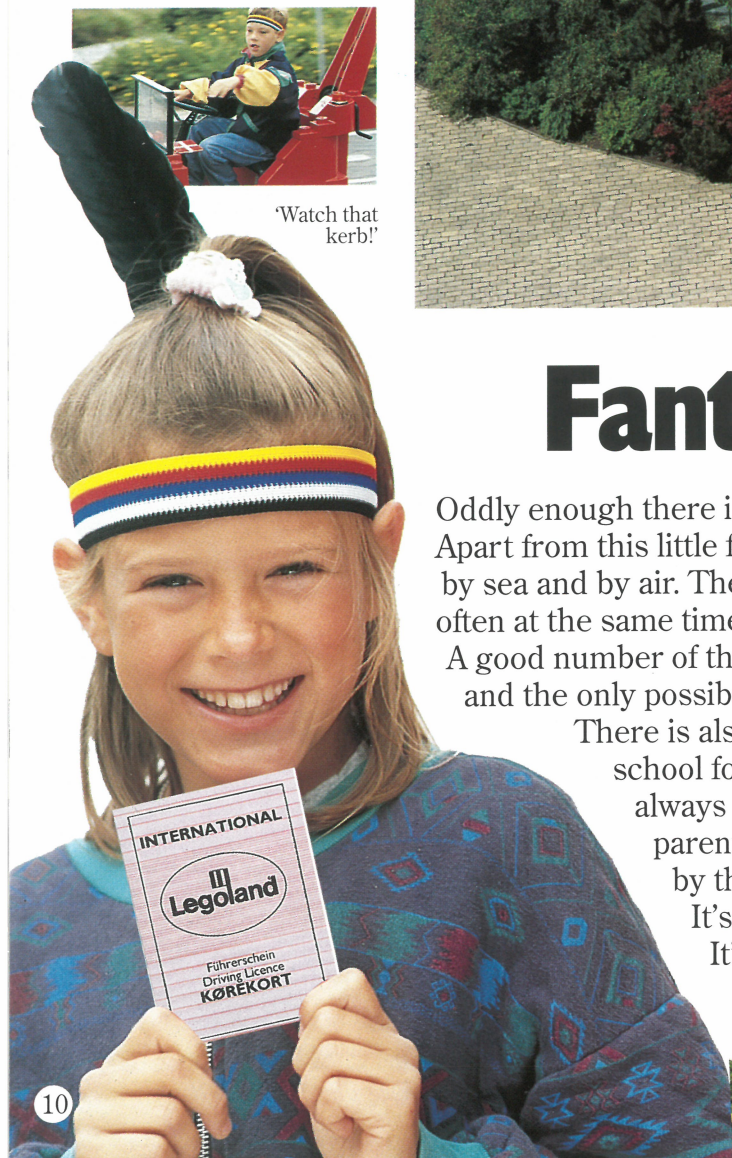 'Watch that
kerb!'
Fant
Oddly enough there i
Apart from this little f
by sea and by air. The
often at the same time
A good number of th
and the only possib
There is als
school fo
always
paren
by th
It's
It'
INTERNATIONAL
Legoland
Führerschein
Driving Licence
KØREKORT
10